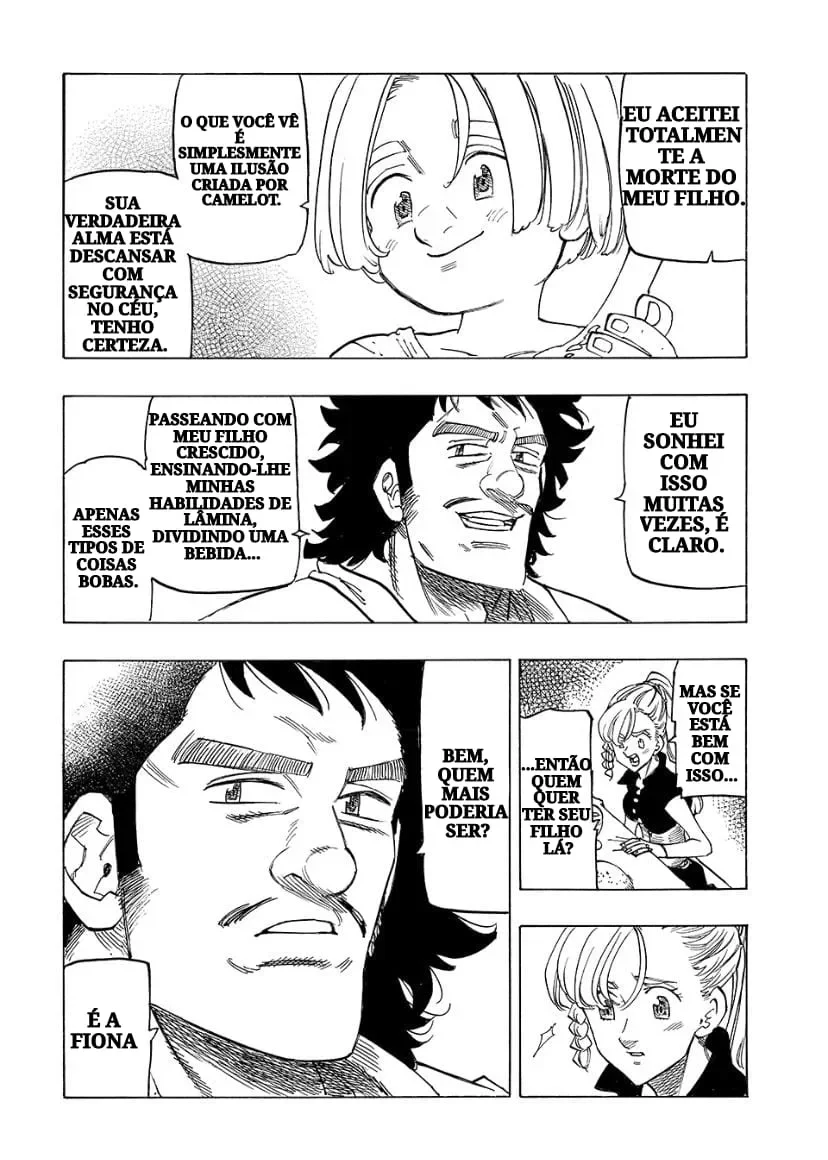 EU ACEITEI
TOTALMEN
TE A
MORTE DO
MEU FILHO.
O QUE VOCÊ VÊ
É
SIMPLESMENTE
UMA ILUSÃO
CRIADA POR
CAMELOT.
SUA
VERDADEIRA
ALMA ESTÁ
DESCANSAR
COM
SEGURANÇA
NO CÉU,
TENHO
CERTEZA.
EU
SONHEI
COM
ISSO
MUITAS
VEZES, É
CLARO.
PASSEANDO COM
MEU FILHO
CRESCIDO,
ENSINANDO-LHE
MINHAS
HABILIDADES DE
LÂMINA,
DIVIDINDO UMA
BEBIDA...
APENAS
ESSES
TIPOS DE
COISAS
BOBAS.
MAS SE
VOCÊ
ESTÁ
BEM
COM
ISSO...
...ENTÃO
QUEM
QUER
TER SEU
FILHO
LÁ?
BEM,
QUEM
MAIS
PODERIA
SER?
É A
FIONA